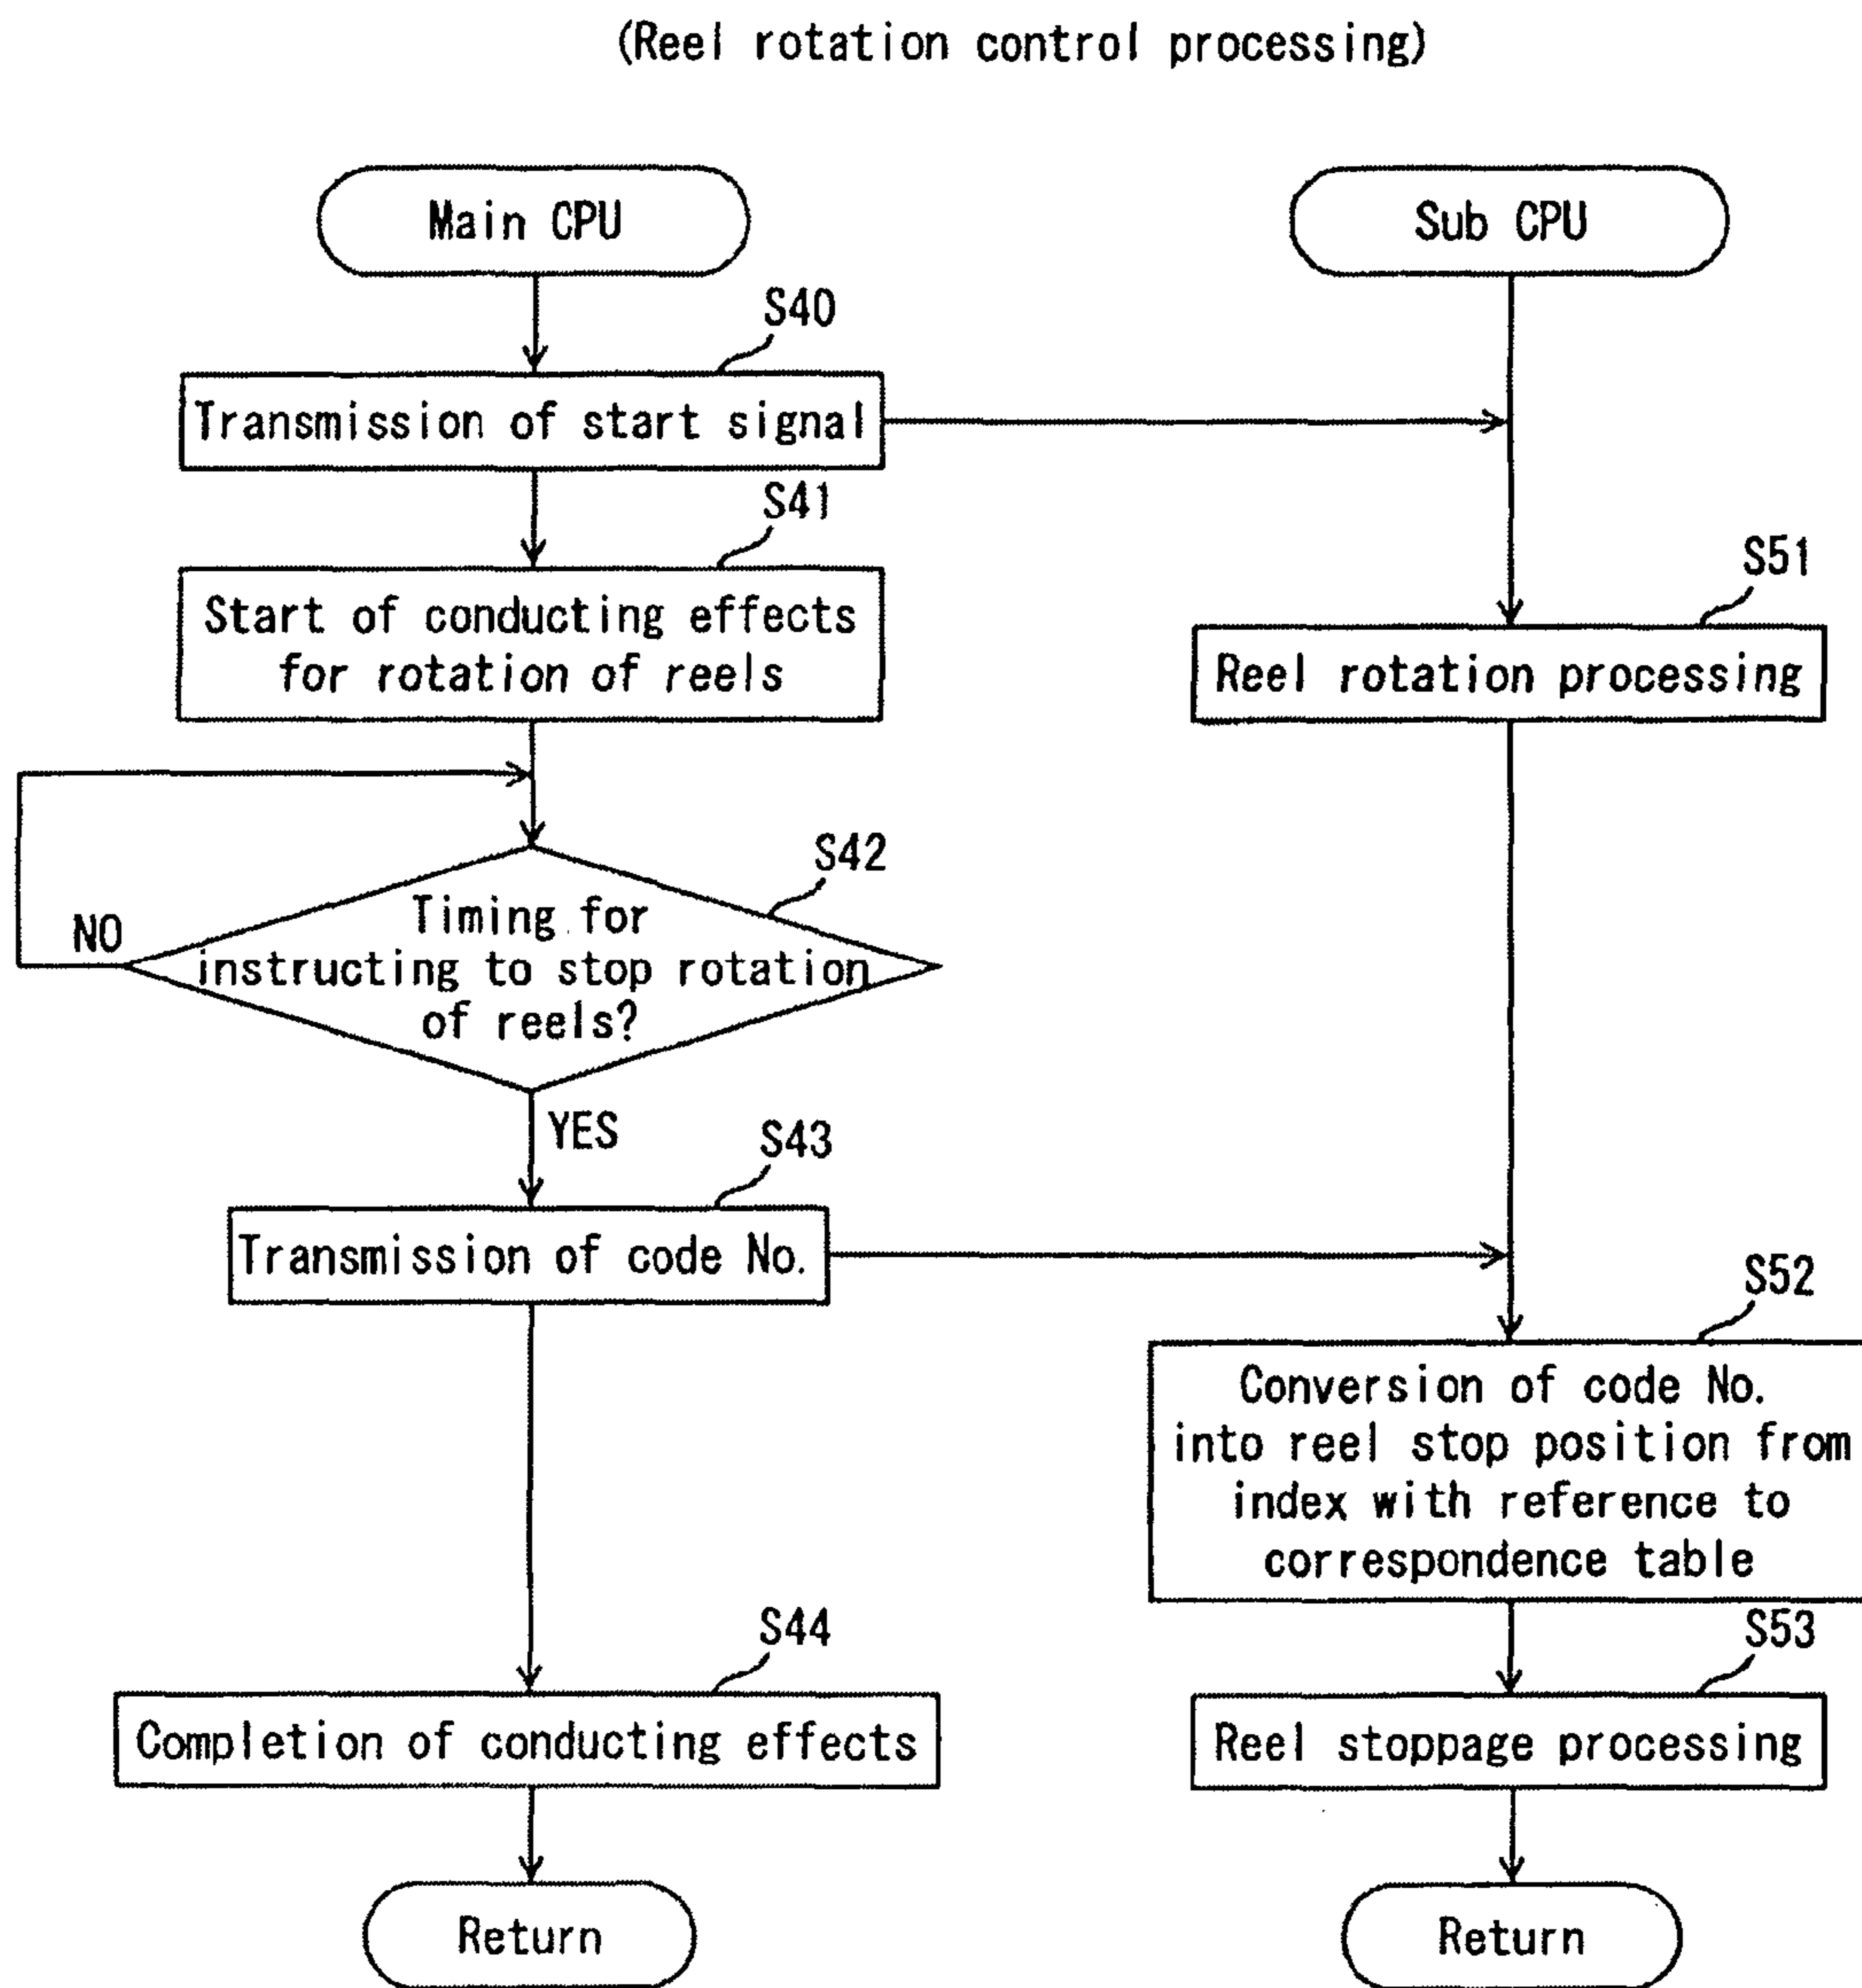 (Reel rotation control processing)
Main CPU
Sub CPU
S40
Transmission of start signal
S41
Start of conducting effects
for rotation of reels
S51
Reel rotation processing
S42
Timing for
instructing to stop rotation
of reels?
NO
YES
S43
Transmission of code No.
S52
Conversion of code No.
into reel stop position from
index with reference to
correspondence table
S44
Completion of conducting effects
S53
Reel stoppage processing
Return
Return